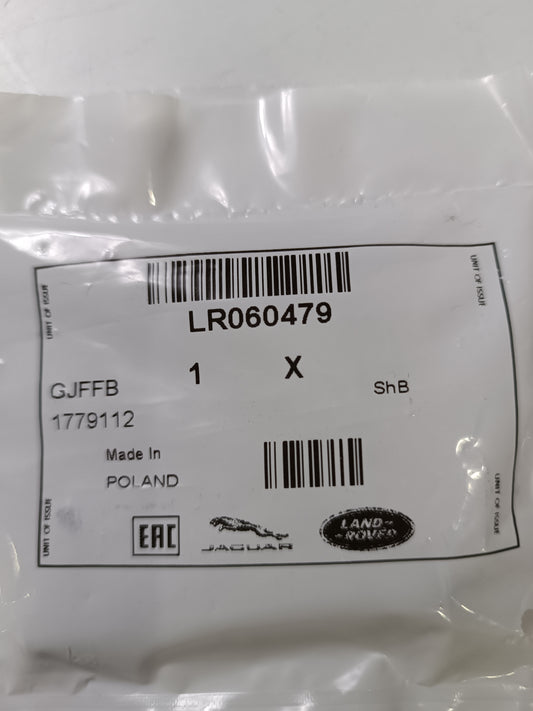 LR060479
1 X
GJFFB ShB
1779112
Made In
POLAND
UNIT OF ISSUE
UNIT OF ISSUE
UNIT OF ISSUE
UNIT OF ISSUE
EAC
JAGUAR
LAND-
-ROVER